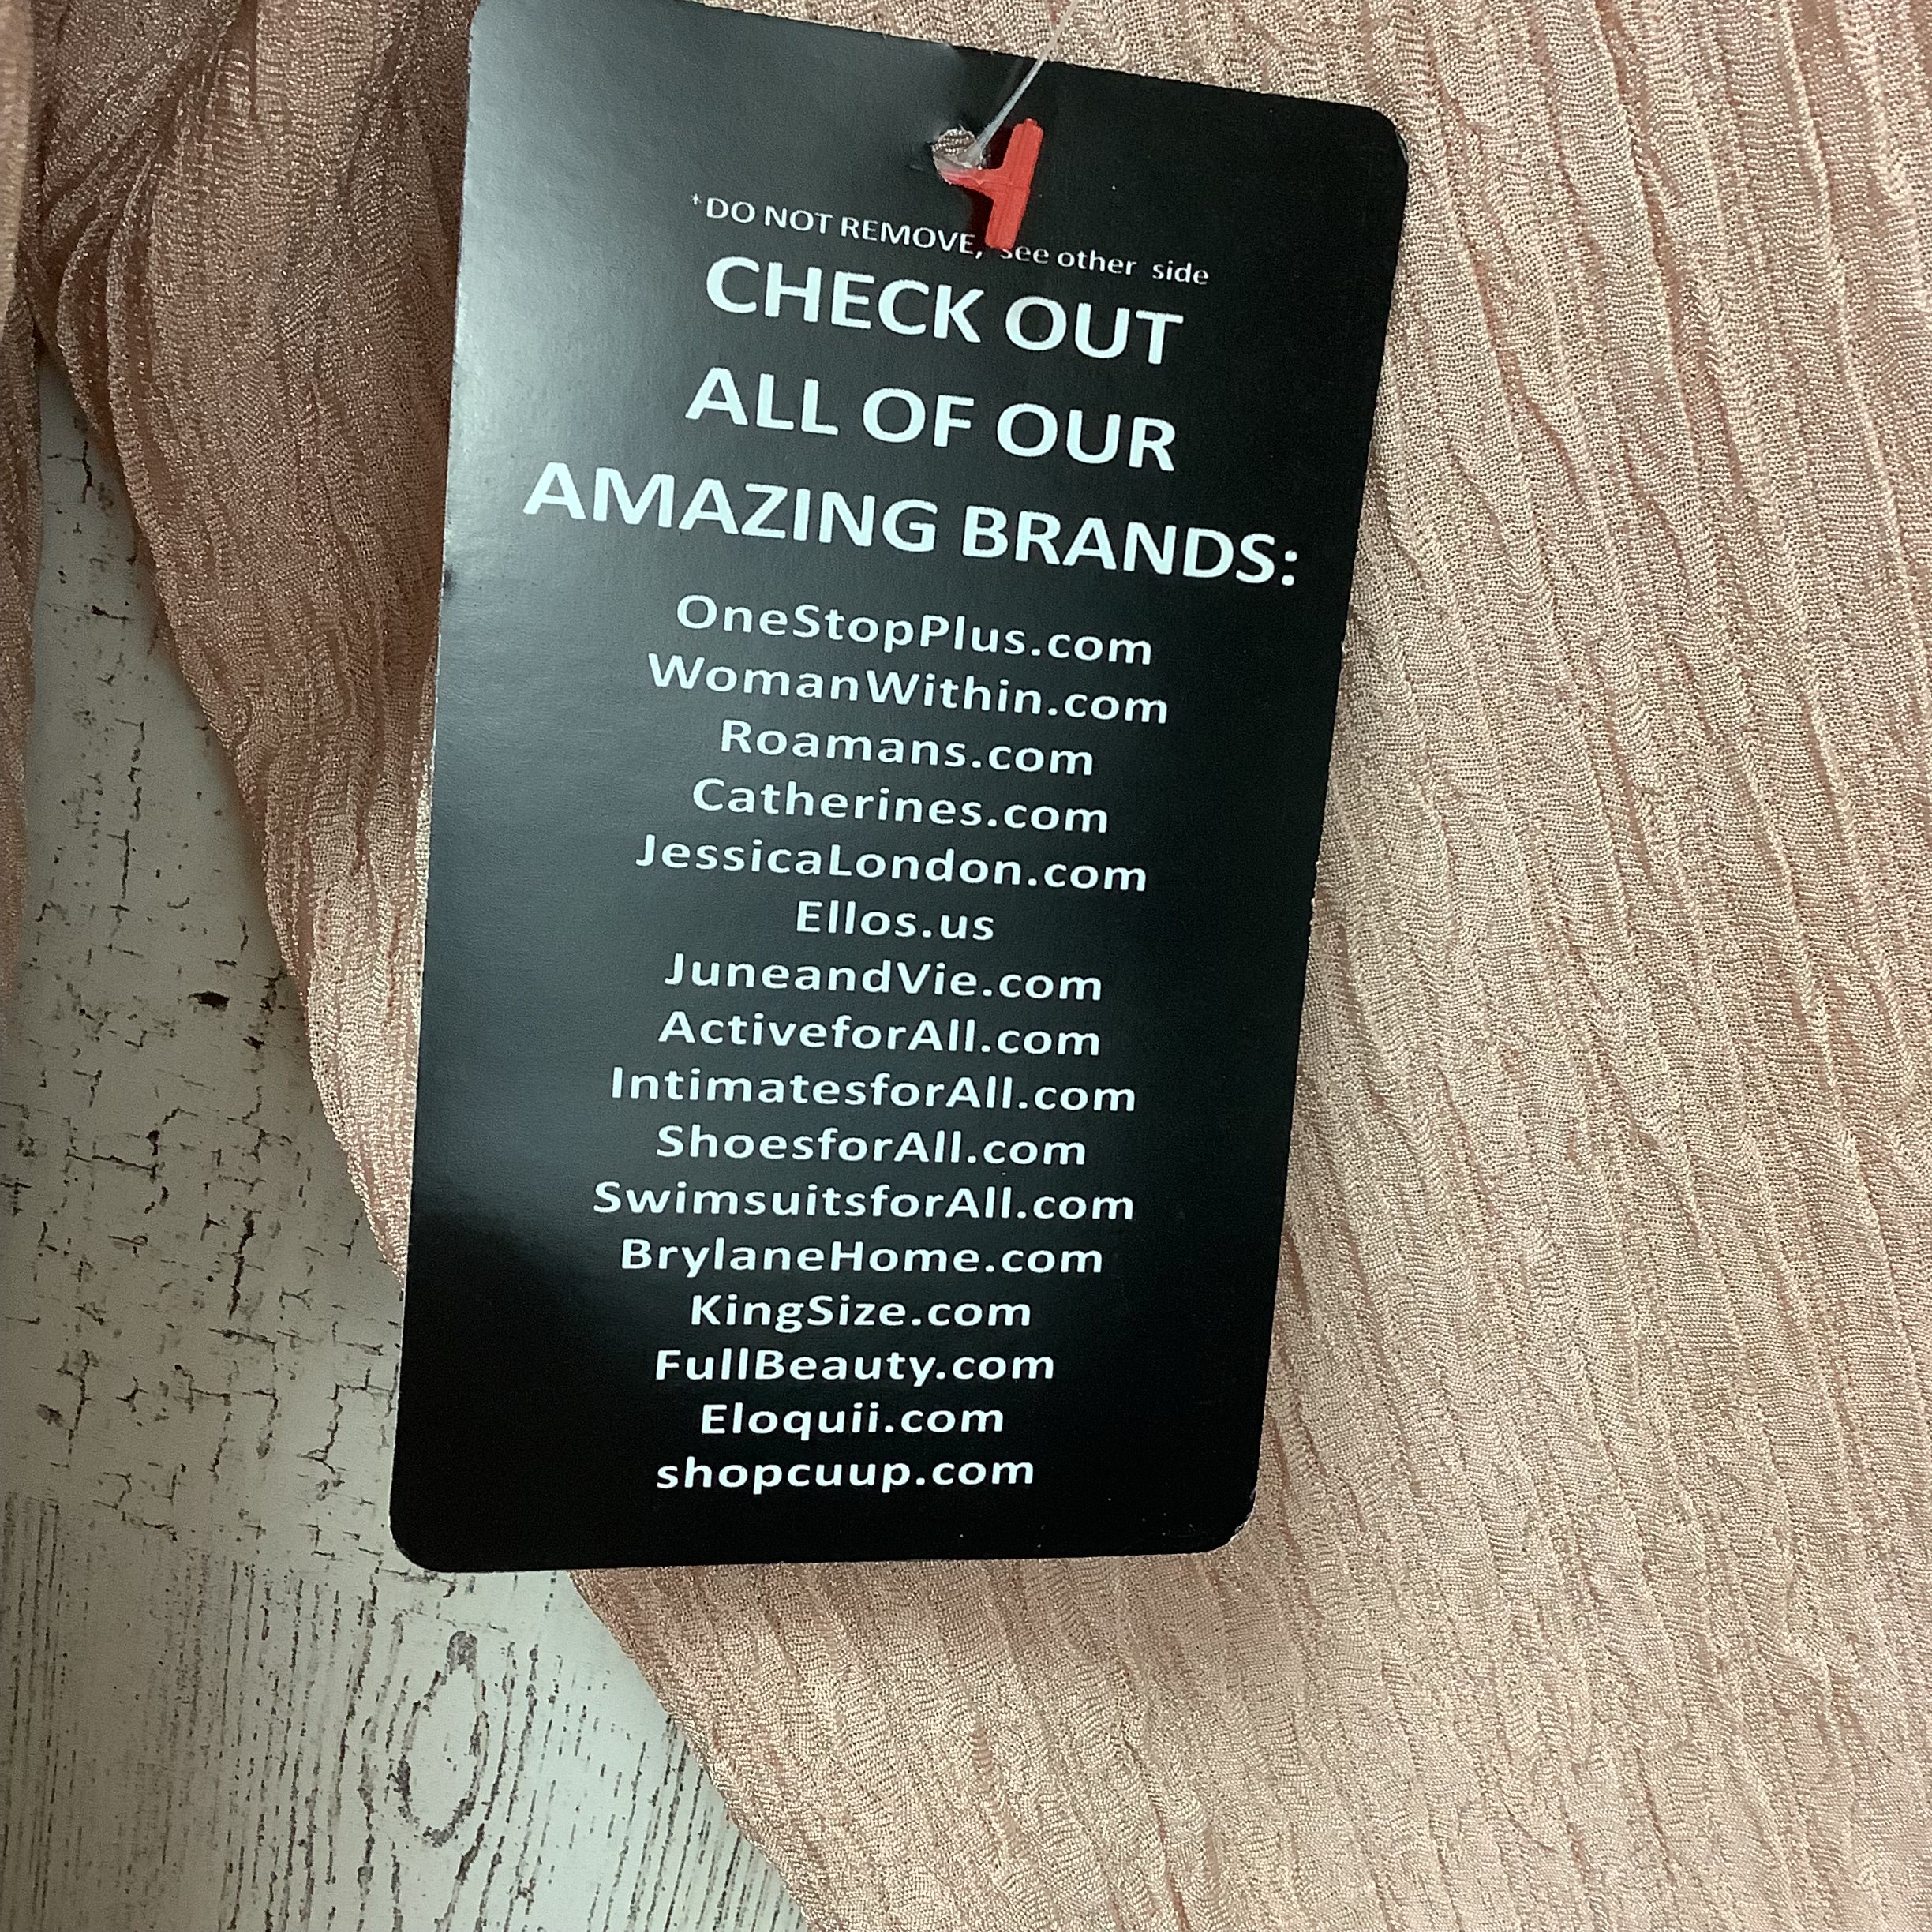 *DO NOT REMOVE, see other side
CHECK OUT
ALL OF OUR
AMAZING BRANDS:
OneStopPlus.com
WomanWithin.com
Roamans.com
Catherines.com
JessicaLondon.com
Ellos.us
JuneandVie.com
ActiveforAll.com
IntimatesforAll.com
ShoesforAll.com
SwimsuitsforAll.com
BrylaneHome.com
KingSize.com
FullBeauty.com
Eloquii.com
shopcuup.com